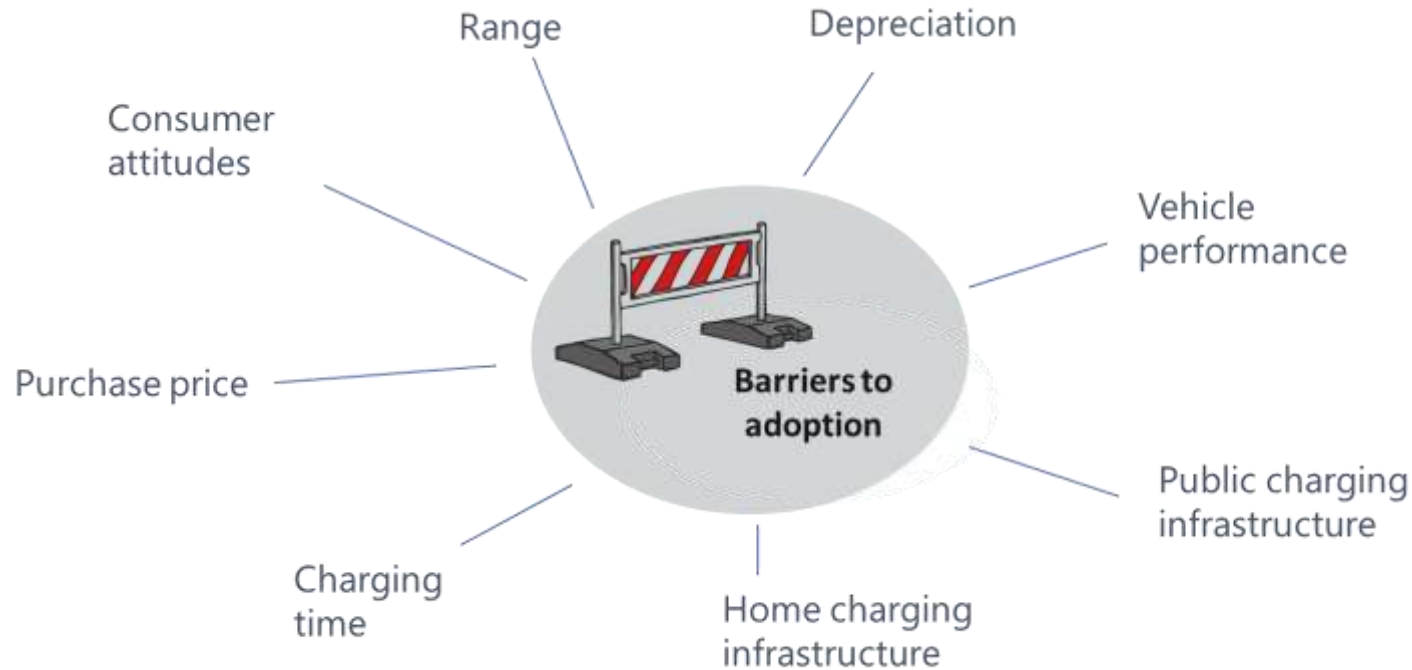 Range
Depreciation
Consumer
attitudes
Vehicle
performance
Purchase price
Barriers to
adoption
Public charging
infrastructure
Charging
time
Home charging
infrastructure